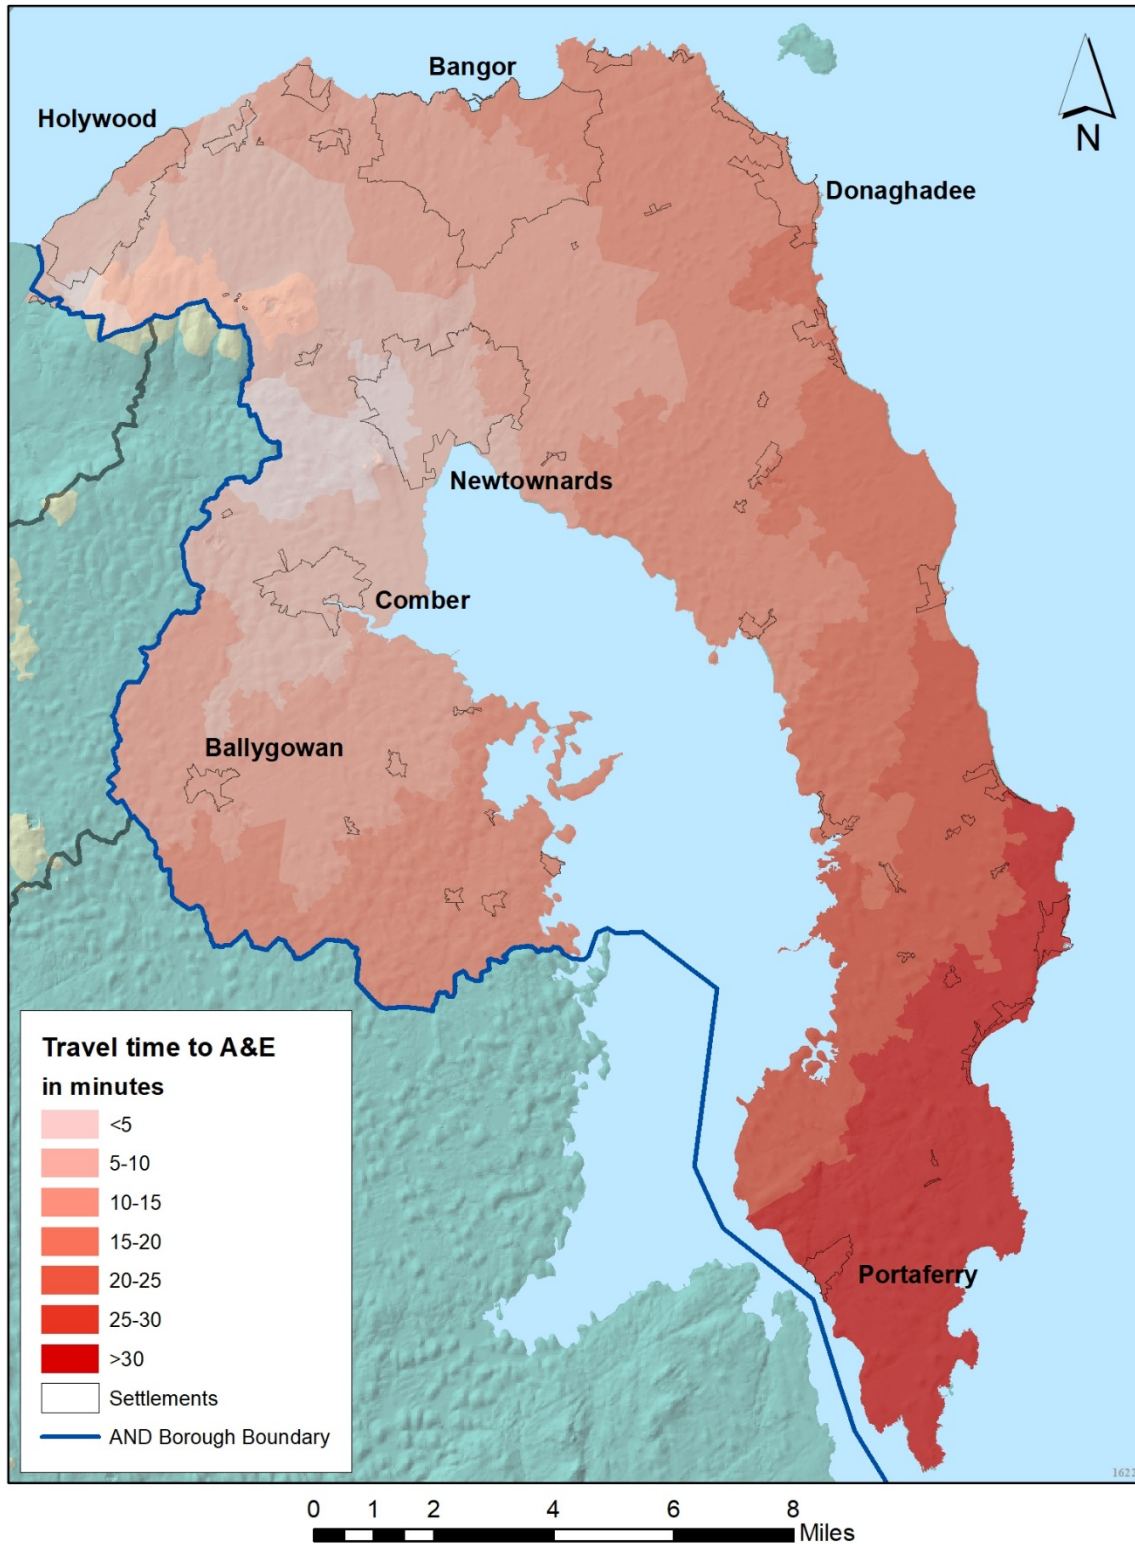 Bangor
Holywood
N
Donaghadee
Newtownards
Comber
Ballygowan
Portaferry
Travel time to A&E
in minutes
<5
5-10
10-15
15-20
20-25
25-30
>30
Settlements
AND Borough Boundary
1622
0 1 2 4 6 8
Miles